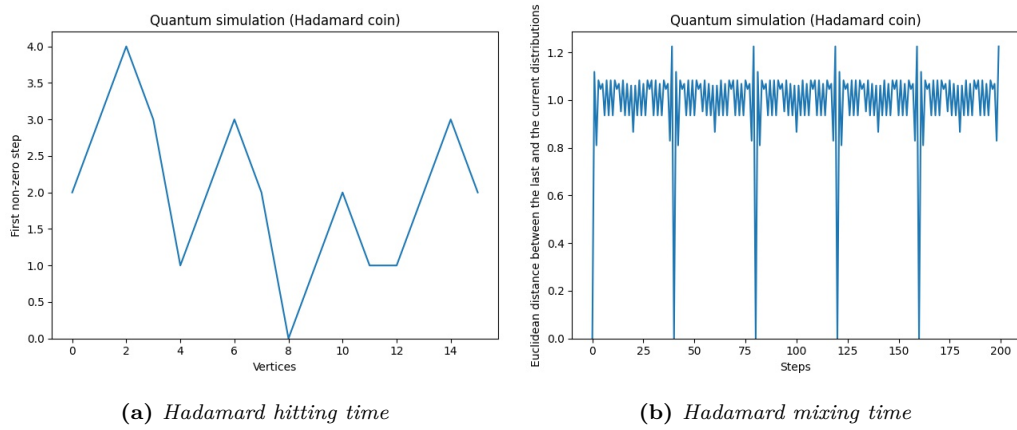 Quantum simulation (Hadamard coin)
First non-zero step
4.0
3.5
3.0
2.5
2.0
1.5
1.0
0.5
0.0
0 2 4 6 8 10 12 14
Vertices
(a) Hadamard hitting time
Quantum simulation (Hadamard coin)
Euclidean distance between the last and the current distributions
1.2
1.0
0.8
0.6
0.4
0.2
0.0
0 25 50 75 100 125 150 175 200
Steps
(b) Hadamard mixing time